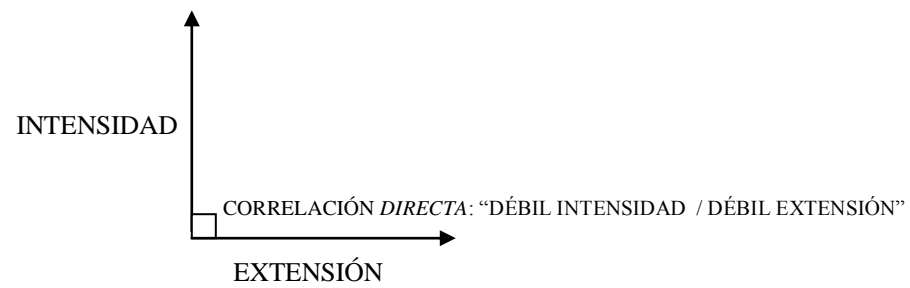 INTENSIDAD
CORRELACIÓN DIRECTA: “DÉBIL INTENSIDAD / DÉBIL EXTENSIÓN”
EXTENSIÓN